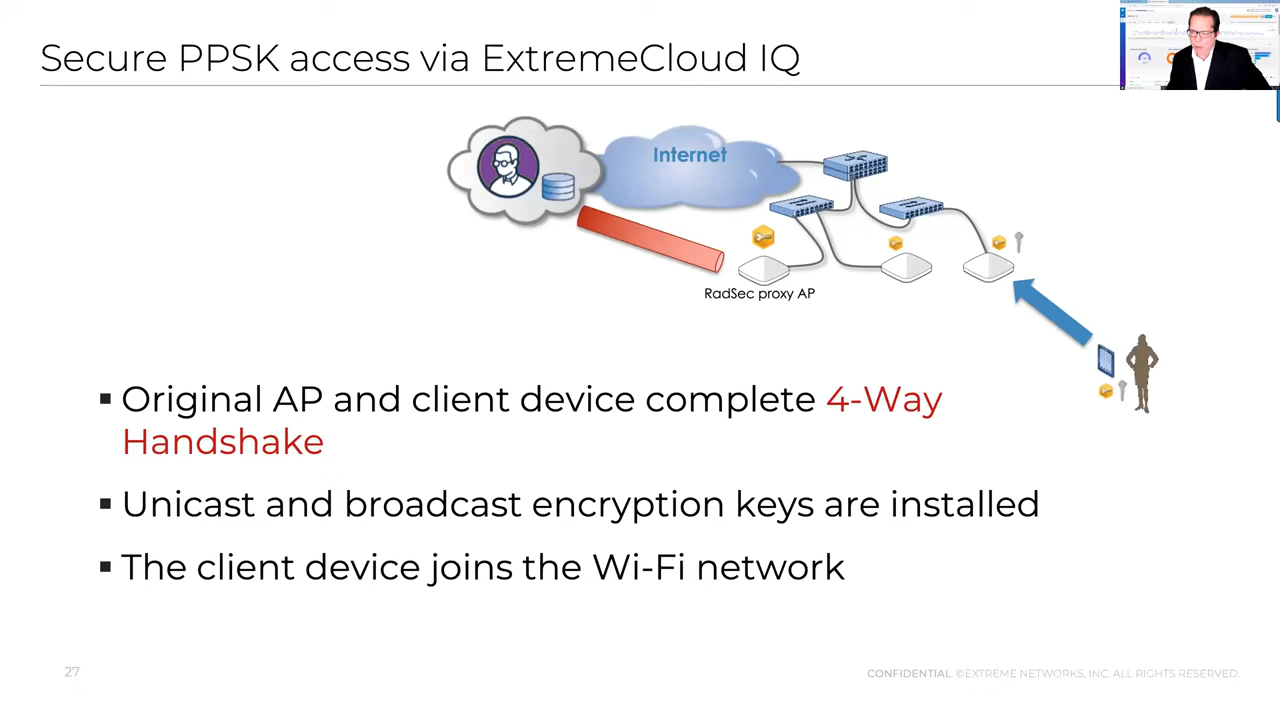 Secure PPSK access via ExtremeCloud IQ
Internet
RadSec proxy AP
▪ Original AP and client device complete 4-Way
Handshake
▪ Unicast and broadcast encryption keys are installed
▪ The client device joins the Wi-Fi network
27
CONFIDENTIAL. ©EXTREME NETWORKS, INC. ALL RIGHTS RESERVED.